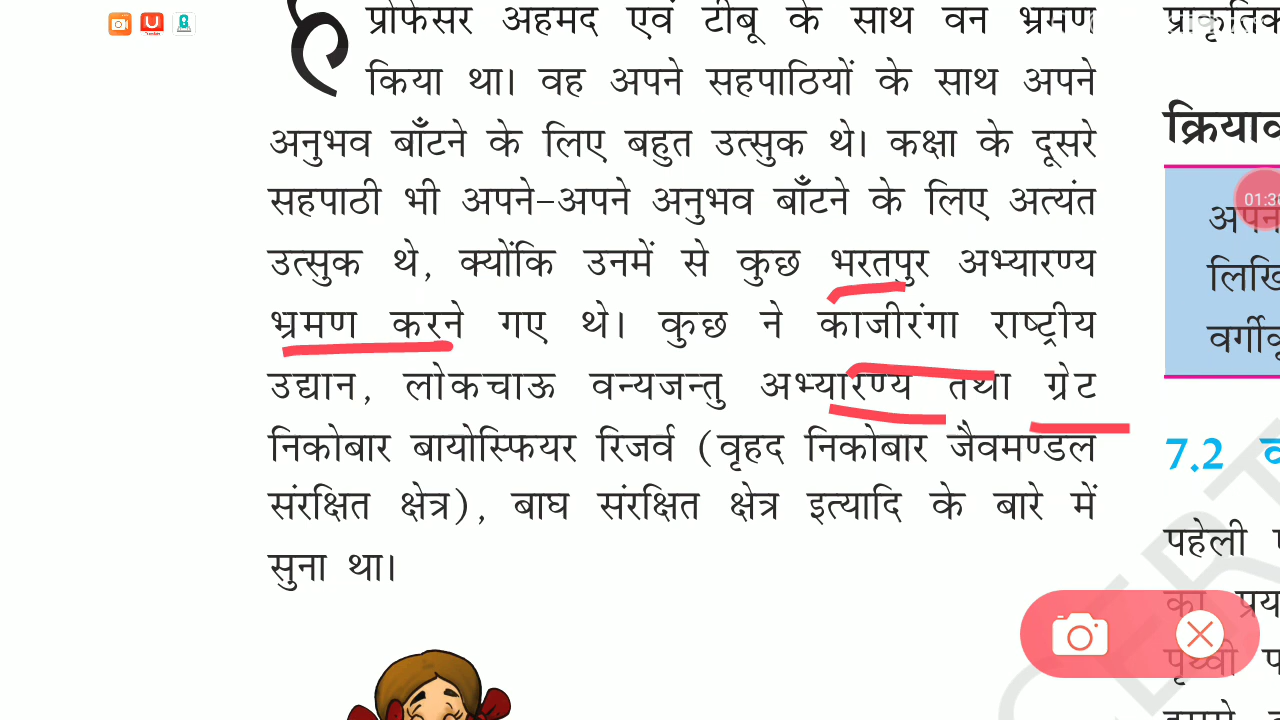 प्रोफेसर अहमद एवं टीबू के साथ वन भ्रमण
किया था। वह अपने सहपाठियों के साथ अपने
अनुभव बाँटने के लिए बहुत उत्सुक थे। कक्षा के दूसरे
सहपाठी भी अपने-अपने अनुभव बाँटने के लिए अत्यंत
उत्सुक थे, क्योंकि उनमें से कुछ भरतपुर अभ्यारण्य
भ्रमण करने गए थे। कुछ ने काजीरंगा राष्ट्रीय
उद्यान, लोकचाऊ वन्यजन्तु अभ्यारण्य तथा ग्रेट
निकोबार बायोस्फियर रिजर्व (वृहद निकोबार जैवमण्डल
संरक्षित क्षेत्र), बाघ संरक्षित क्षेत्र इत्यादि के बारे में
सुना था।
7.2
पहेली
पृथ्वी